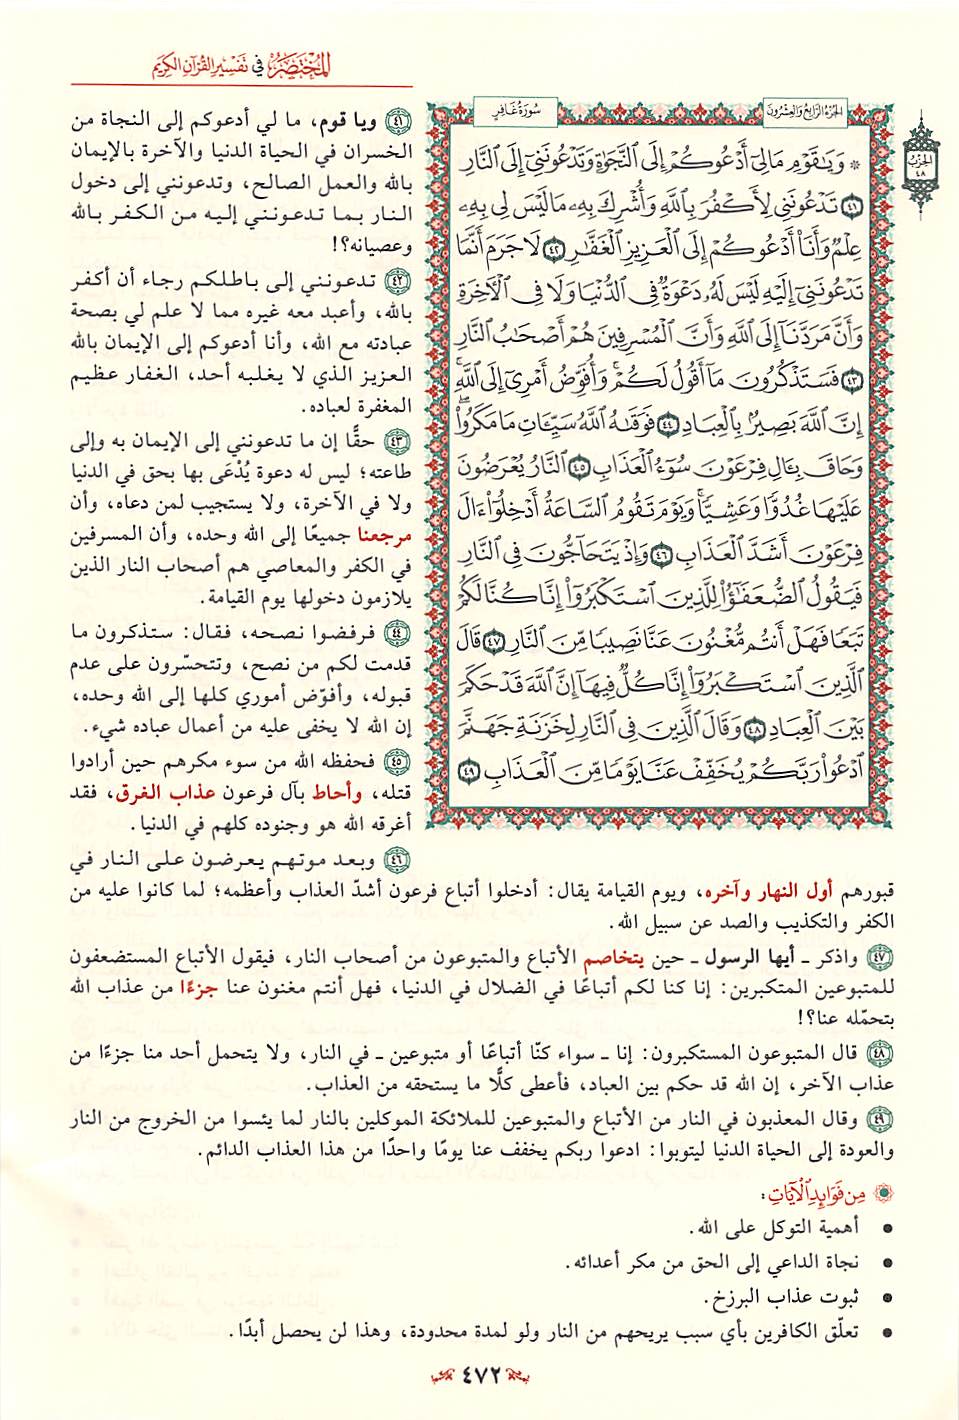 المختصر في تفسير القرآن الكريم
الجزء الرابع والعشرون
سورة غافر
الحزب
٤٨
۞ وَيَٰقَوْمِ مَا لِيٓ أَدْعُوكُمْ إِلَى ٱلنَّجَوٰةِ وَتَدْعُونَنِيٓ إِلَى ٱلنَّارِ
٤١ تَدْعُونَنِي لِأَكْفُرَ بِٱللَّهِ وَأُشْرِكَ بِهِۦ مَا لَيْسَ لِي بِهِۦ
عِلْمٌ وَأَنَا۠ أَدْعُوكُمْ إِلَى ٱلْعَزِيزِ ٱلْغَفَّٰرِ ٤٢ لَا جَرَمَ أَنَّمَا
تَدْعُونَنِيٓ إِلَيْهِ لَيْسَ لَهُۥ دَعْوَةٌ فِي ٱلدُّنْيَا وَلَا فِي ٱلْأٓخِرَةِ
وَأَنَّ مَرَدَّنَآ إِلَى ٱللَّهِ وَأَنَّ ٱلْمُسْرِفِينَ هُمْ أَصْحَٰبُ ٱلنَّارِ
٤٣ فَسَتَذْكُرُونَ مَآ أَقُولُ لَكُمْ ۚ وَأُفَوِّضُ أَمْرِيٓ إِلَى ٱللَّهِ ۚ
إِنَّ ٱللَّهَ بَصِيرٌۢ بِٱلْعِبَادِ ٤٤ فَوَقَىٰهُ ٱللَّهُ سَيِّـَٔاتِ مَا مَكَرُوا۟ ۖ
وَحَاقَ بِـَٔالِ فِرْعَوْنَ سُوٓءُ ٱلْعَذَابِ ٤٥ ٱلنَّارُ يُعْرَضُونَ
عَلَيْهَا غُدُوًّا وَعَشِيًّا ۖ وَيَوْمَ تَقُومُ ٱلسَّاعَةُ أَدْخِلُوٓا۟ ءَالَ
فِرْعَوْنَ أَشَدَّ ٱلْعَذَابِ ٤٦ وَإِذْ يَتَحَآجُّونَ فِي ٱلنَّارِ
فَيَقُولُ ٱلضُّعَفَٰٓؤُا۟ لِلَّذِينَ ٱسْتَكْبَرُوٓا۟ إِنَّا كُنَّا لَكُمْ
تَبَعًا فَهَلْ أَنتُم مُّغْنُونَ عَنَّا نَصِيبًا مِّنَ ٱلنَّارِ ٤٧ قَالَ
ٱلَّذِينَ ٱسْتَكْبَرُوٓا۟ إِنَّا كُلٌّ فِيهَآ إِنَّ ٱللَّهَ قَدْ حَكَمَ
بَيْنَ ٱلْعِبَادِ ٤٨ وَقَالَ ٱلَّذِينَ فِي ٱلنَّارِ لِخَزَنَةِ جَهَنَّمَ
ٱدْعُوا۟ رَبَّكُمْ يُخَفِّفْ عَنَّا يَوْمًا مِّنَ ٱلْعَذَابِ ٤٩
٤١ ويا قوم، ما لي أدعوكم إلى النجاة من
الخسران في الحياة الدنيا والآخرة بالإيمان
بالله والعمل الصالح، وتدعونني إلى دخول
النار بما تدعونني إليه من الكفر بالله
وعصيانه؟!
٤٢ تدعونني إلى باطلكم رجاء أن أكفر
بالله، وأعبد معه غيره مما لا علم لي بصحة
عبادته مع الله، وأنا أدعوكم إلى الإيمان بالله
العزيز الذي لا يغلبه أحد، الغفار عظيم
المغفرة لعباده.
٤٣ حقًّا إن ما تدعونني إلى الإيمان به وإلى
طاعته؛ ليس له دعوة يُدْعَى بها بحق في الدنيا
ولا في الآخرة، ولا يستجيب لمن دعاه، وأن
مرجعنا جميعًا إلى الله وحده، وأن المسرفين
في الكفر والمعاصي هم أصحاب النار الذين
يلازمون دخولها يوم القيامة.
٤٤ فرفضوا نصحه، فقال: ستذكرون ما
قدمت لكم من نصح، وتتحسّرون على عدم
قبوله، وأفوّض أموري كلها إلى الله وحده،
إن الله لا يخفى عليه من أعمال عباده شيء.
٤٥ فحفظه الله من سوء مكرهم حين أرادوا
قتله، وأحاط بآل فرعون عذاب الغرق، فقد
أغرقه الله هو وجنوده كلهم في الدنيا.
٤٦ وبعد موتهم يعرضون على النار في
قبورهم أول النهار وآخره، ويوم القيامة يقال: أدخلوا أتباع فرعون أشدّ العذاب وأعظمه؛ لما كانوا عليه من
الكفر والتكذيب والصد عن سبيل الله.
٤٧ واذكر ـ أيها الرسول ـ حين يتخاصم الأتباع والمتبوعون من أصحاب النار، فيقول الأتباع المستضعفون
للمتبوعين المتكبرين: إنا كنا لكم أتباعًا في الضلال في الدنيا، فهل أنتم مغنون عنا جزءًا من عذاب الله
بتحمّله عنا؟!
٤٨ قال المتبوعون المستكبرون: إنا ـ سواء كنّا أتباعًا أو متبوعين ـ في النار، ولا يتحمل أحد منا جزءًا من
عذاب الآخر، إن الله قد حكم بين العباد، فأعطى كلًّا ما يستحقه من العذاب.
٤٩ وقال المعذبون في النار من الأتباع والمتبوعين للملائكة الموكلين بالنار لما يئسوا من الخروج من النار
والعودة إلى الحياة الدنيا ليتوبوا: ادعوا ربكم يخفف عنا يومًا واحدًا من هذا العذاب الدائم.
من فوائد الآيات:
• أهمية التوكل على الله.
• نجاة الداعي إلى الحق من مكر أعدائه.
• ثبوت عذاب البرزخ.
• تعلّق الكافرين بأي سبب يريحهم من النار ولو لمدة محدودة، وهذا لن يحصل أبدًا.
٤٧٢